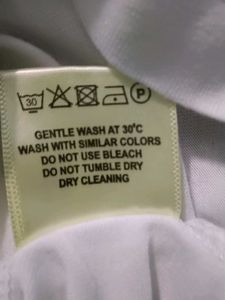 30 P
GENTLE WASH AT 30°C
WASH WITH SIMILAR COLORS
DO NOT USE BLEACH
DO NOT TUMBLE DRY
DRY CLEANING